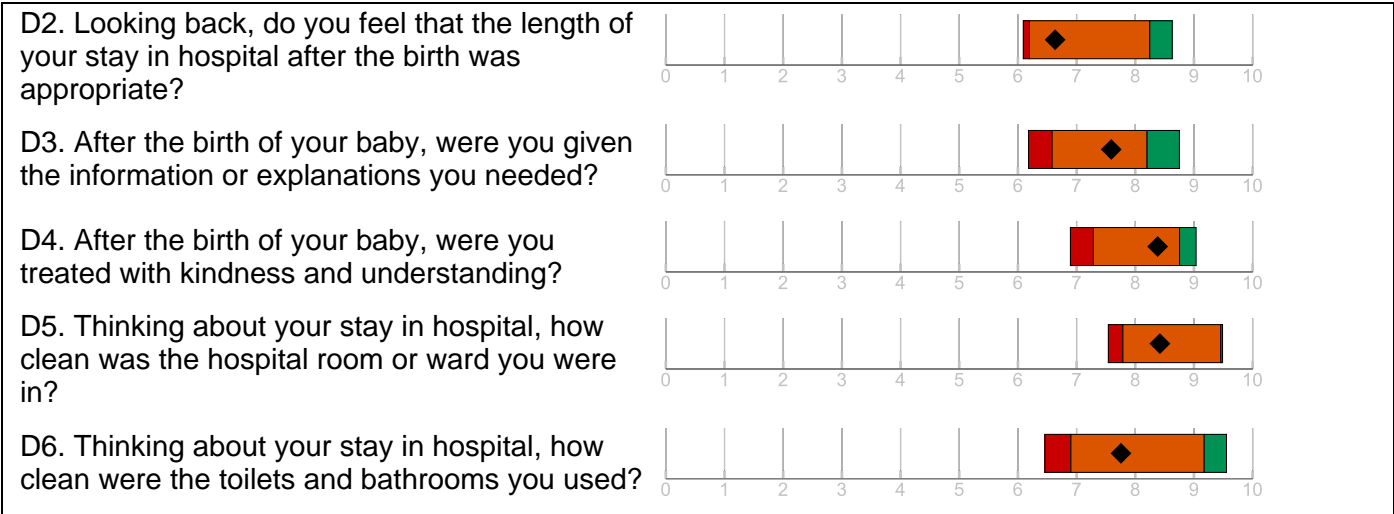 D2. Looking back, do you feel that the length of
your stay in hospital after the birth was
appropriate?
0 1 2 3 4 5 6 7 8 9 10
D3. After the birth of your baby, were you given
the information or explanations you needed?
0 1 2 3 4 5 6 7 8 9 10
D4. After the birth of your baby, were you
treated with kindness and understanding?
0 1 2 3 4 5 6 7 8 9 10
D5. Thinking about your stay in hospital, how
clean was the hospital room or ward you were
in?
0 1 2 3 4 5 6 7 8 9 10
D6. Thinking about your stay in hospital, how
clean were the toilets and bathrooms you used?
0 1 2 3 4 5 6 7 8 9 10